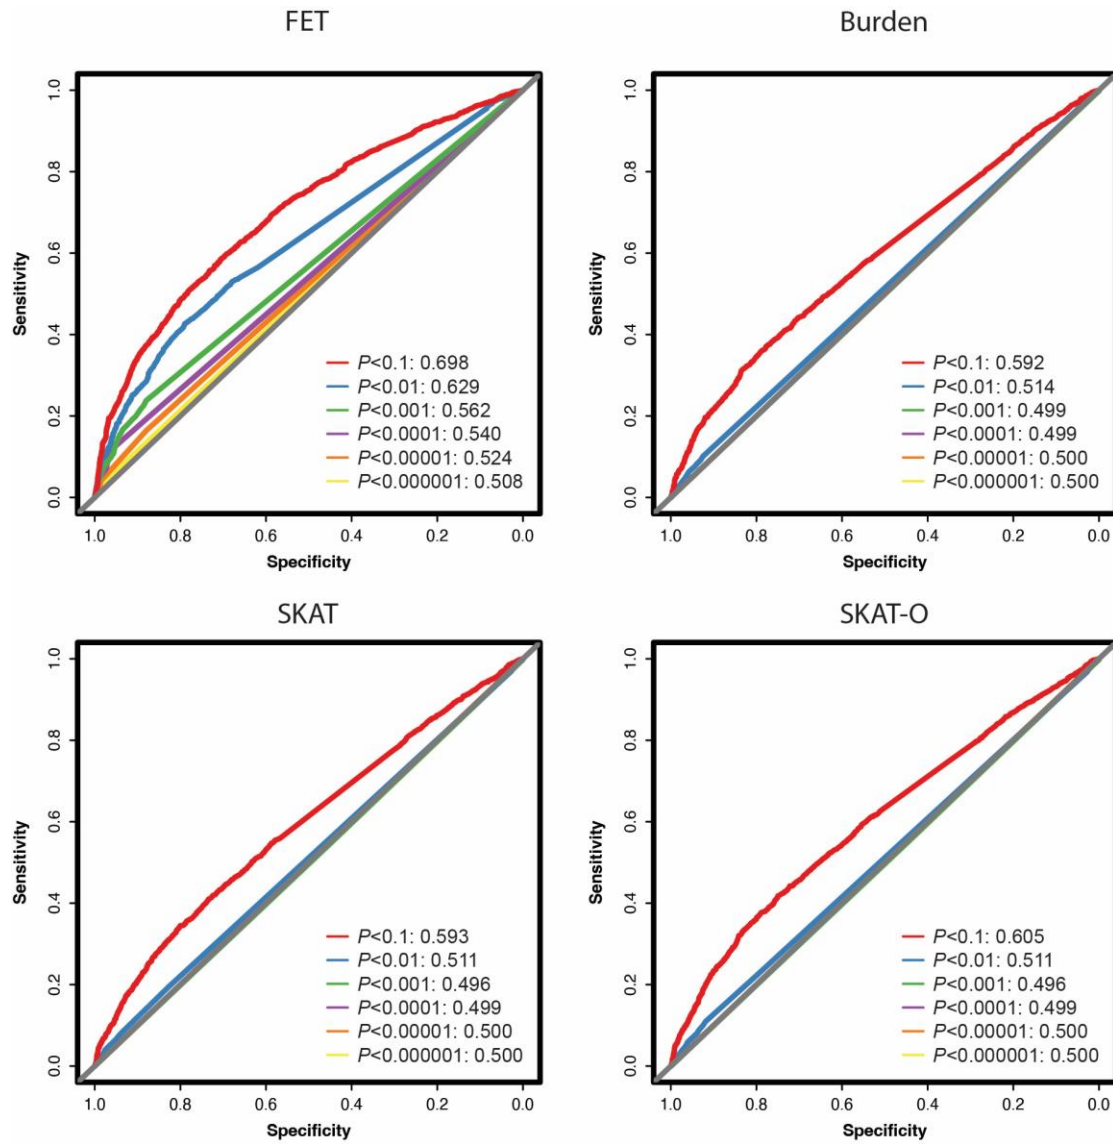 FET
Sensitivity
1.0
0.8
0.6
0.4
0.2
0.0
P<0.1: 0.698
P<0.01: 0.629
P<0.001: 0.562
P<0.0001: 0.540
P<0.00001: 0.524
P<0.000001: 0.508
1.0 0.8 0.6 0.4 0.2 0.0
Specificity
Burden
Sensitivity
1.0
0.8
0.6
0.4
0.2
0.0
P<0.1: 0.592
P<0.01: 0.514
P<0.001: 0.499
P<0.0001: 0.499
P<0.00001: 0.500
P<0.000001: 0.500
1.0 0.8 0.6 0.4 0.2 0.0
Specificity
SKAT
Sensitivity
1.0
0.8
0.6
0.4
0.2
0.0
P<0.1: 0.593
P<0.01: 0.511
P<0.001: 0.496
P<0.0001: 0.499
P<0.00001: 0.500
P<0.000001: 0.500
1.0 0.8 0.6 0.4 0.2 0.0
Specificity
SKAT-O
Sensitivity
1.0
0.8
0.6
0.4
0.2
0.0
P<0.1: 0.605
P<0.01: 0.511
P<0.001: 0.496
P<0.0001: 0.499
P<0.00001: 0.500
P<0.000001: 0.500
1.0 0.8 0.6 0.4 0.2 0.0
Specificity